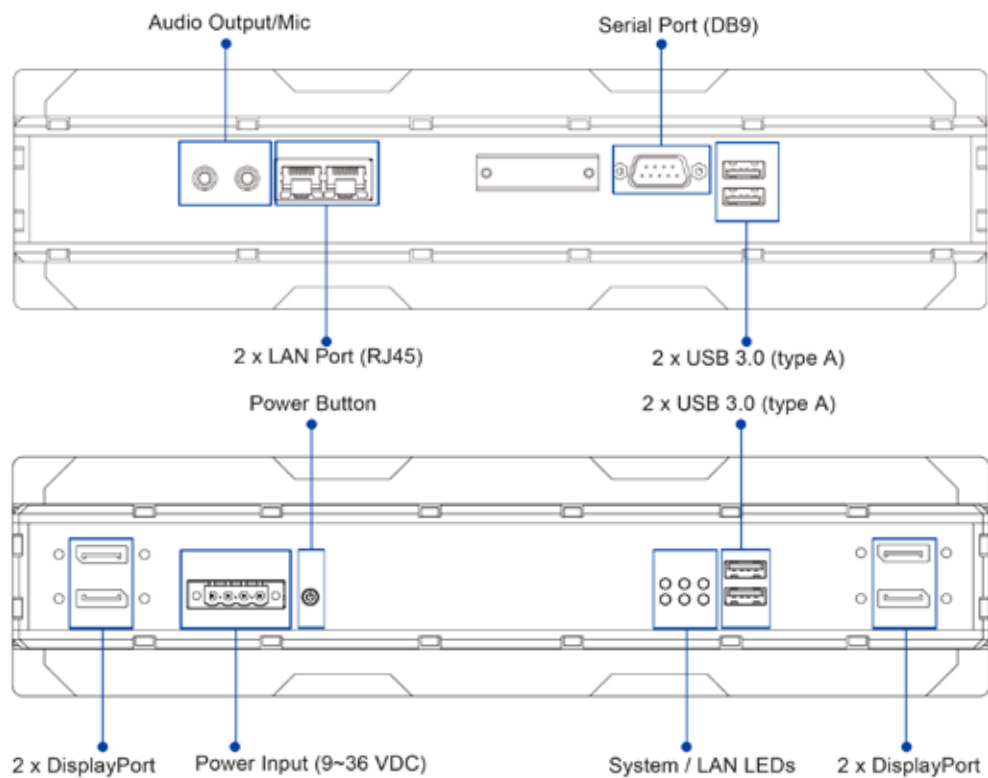 Audio Output/Mic
Serial Port (DB9)
2 x LAN Port (RJ45)
2 x USB 3.0 (type A)
Power Button
2 x USB 3.0 (type A)
2 x DisplayPort
Power Input (9~36 VDC)
System / LAN LEDs
2 x DisplayPort